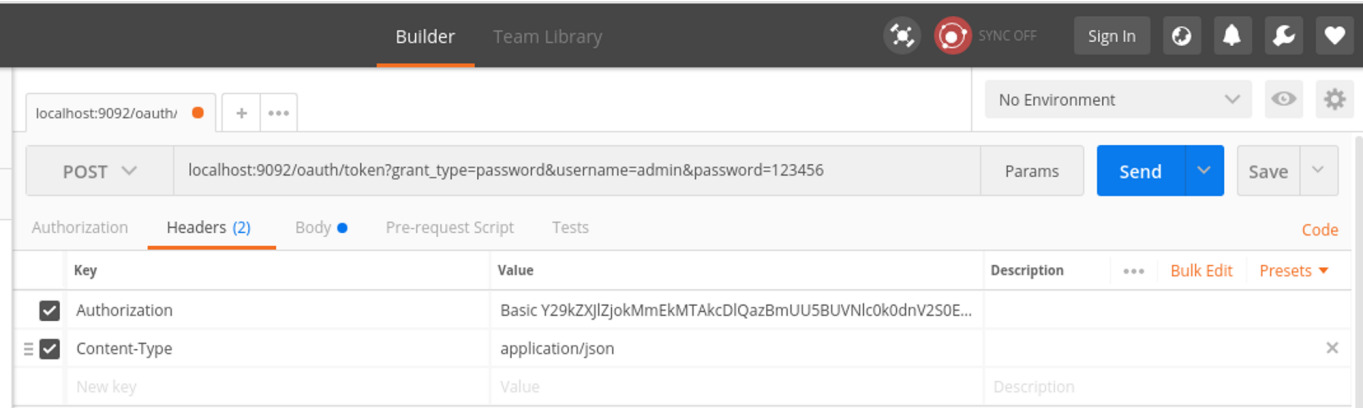 Builder Team Library SYNC OFF Sign In
localhost:9092/oauth/ + ••• No Environment
POST localhost:9092/oauth/token?grant_type=password&username=admin&password=123456 Params Send Save
Authorization Headers (2) Body Pre-request Script Tests Code
Key Value Description ••• Bulk Edit Presets
Authorization Basic Y29kZXJlZjokMmEkMTAkcDlQazBmUU5BUVNlc0k0dnV2S0E...
Content-Type application/json
New key Value Description